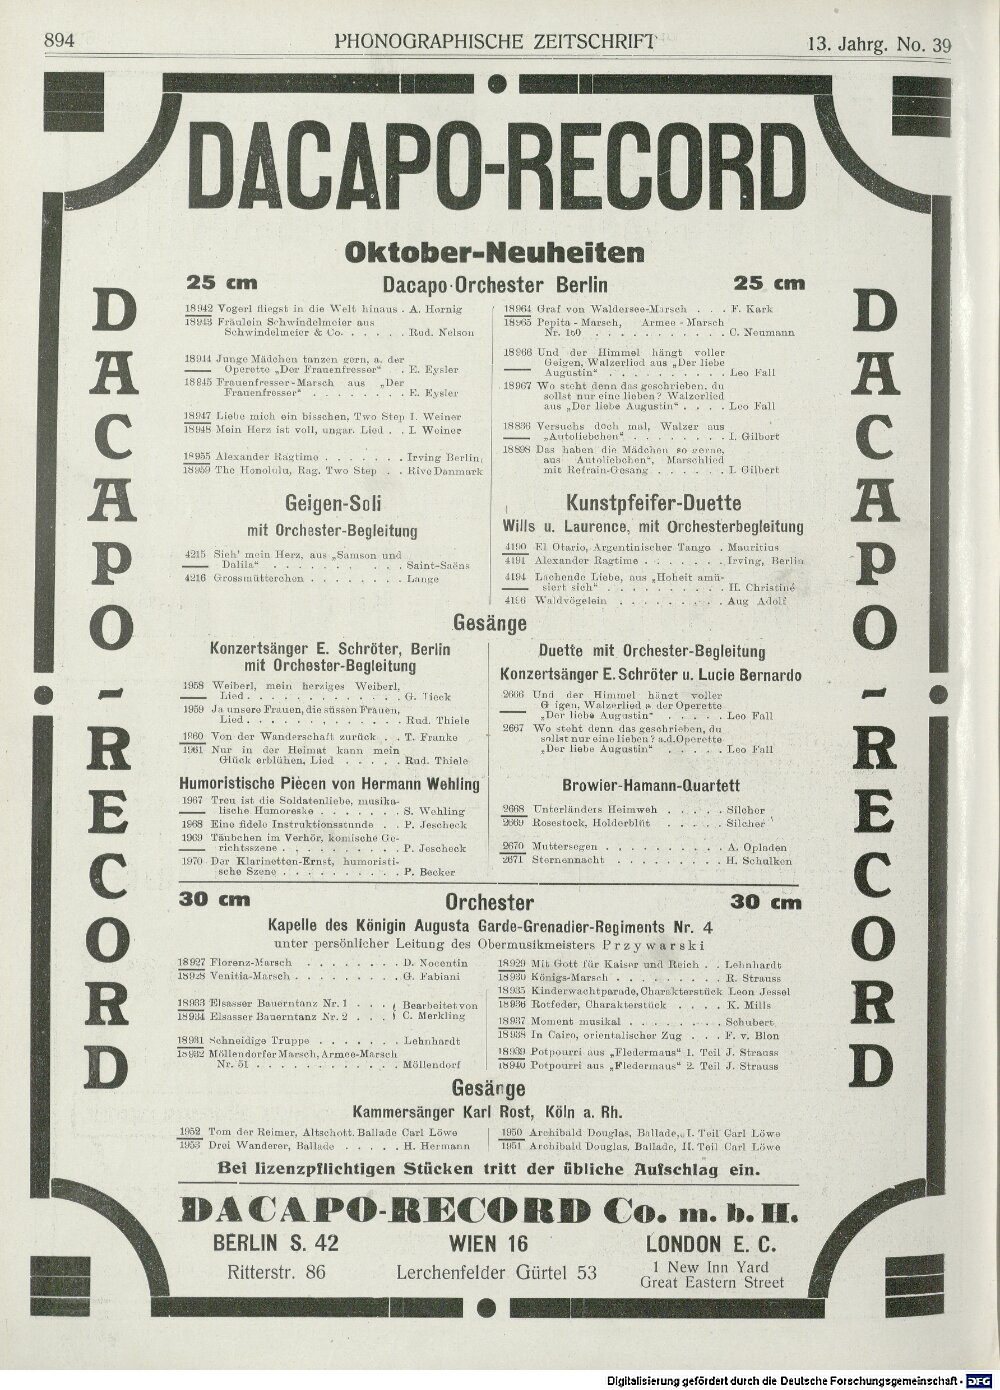 894
PHONOGRAPHISCHE ZEITSCHRIFT
13. Jahrg. No. 39
DACAPO-RECORD
Oktober-Neuheiten
25 cm Dacapo-Orchester Berlin 25 cm
18942 Vogerl fliegst in die Welt hinaus . A. Hornig
18943 Fräulein Schwindelmeier aus
Schwindelmeier & Co. . . . . . Rud. Nelson
18944 Junge Mädchen tanzen gern, a. der
Operette „Der Frauenfresser“ . . E. Eysler
18945 Frauenfresser-Marsch aus „Der
Frauenfresser“ . . . . . . . . E. Eysler
18947 Liebe mich ein bisschen, Two Step I. Weiner
18948 Mein Herz ist voll, ungar. Lied . . I. Weiner
18955 Alexander Ragtime . . . . . . . Irving Berlin,
18959 The Honolulu, Rag. Two Step . . Rive Danmark
18964 Graf von Waldersee-Marsch . . . F. Kark
18965 Pepita - Marsch, Armee - Marsch
Nr. 150 . . . . . . . . . . . C. Neumann
18966 Und der Himmel hängt voller
Geigen, Walzerlied aus „Der liebe
Augustin“ . . . . . . . . . . Leo Fall
18967 Wo steht denn das geschrieben, du
sollst nur eine lieben? Walzerlied
aus „Der liebe Augustin“ . . . . Leo Fall
18836 Versuchs doch mal, Walzer aus
„Autoliebchen“ . . . . . . . . I. Gilbert
18898 Das haben die Mädchen so gerne,
aus „Autoliebchen“, Marschlied
mit Refrain-Gesang . . . . . . I. Gilbert
Geigen-Soli
mit Orchester-Begleitung
4215 Sieh' mein Herz, aus „Samson und
Dalila“ . . . . . . . . . . . Saint-Saëns
4216 Grossmütterchen . . . . . . . . Lange
Kunstpfeifer-Duette
Wills u. Laurence, mit Orchesterbegleitung
4190 El Otario, Argentinischer Tango . Mauritius
4191 Alexander Ragtime . . . . . . . Irving, Berlin
4194 Lachende Liebe, aus „Hoheit amü-
siert sich“ . . . . . . . . . . H. Christiné
4196 Waldvögelein . . . . . . . . . Aug Adolf
Gesänge
Konzertsänger E. Schröter, Berlin
mit Orchester-Begleitung
1958 Weiberl, mein herziges Weiberl,
Lied . . . . . . . . . . . . . G. Tieck
1959 Ja unsere Frauen, die süssen Frauen,
Lied . . . . . . . . . . . . . Rud. Thiele
1960 Von der Wanderschaft zurück . . T. Franke
1961 Nur in der Heimat kann mein
Glück erblühen, Lied . . . . . Rud. Thiele
Humoristische Piècen von Hermann Wehling
1967 Treu ist die Soldatenliebe, musika-
lische Humoreske . . . . . . . S. Wehling
1968 Eine fidele Instruktionsstunde . . P. Jescheck
1969 Täubchen im Verhör, komische Ge-
richtsszene . . . . . . . . . . P. Jescheck
1970 Der Klarinetten-Ernst, humoristi-
sche Szene . . . . . . . . . . P. Becker
Duette mit Orchester-Begleitung
Konzertsänger E. Schröter u. Lucie Bernardo
2666 Und der Himmel hängt voller
Geigen, Walzerlied a. der Operette
„Der liebe Augustin“ . . . . . Leo Fall
2667 Wo steht denn das geschrieben, du
sollst nur eine lieben? a.d. Operette
„Der liebe Augustin“ . . . . . Leo Fall
Browier-Hamann-Quartett
2668 Unterländers Heimweh . . . . . Silcher
2669 Rosestock, Holderblüt . . . . . Silcher
2670 Muttersegen . . . . . . . . . A. Opladen
2671 Sternennacht . . . . . . . . . H. Schulken
30 cm Orchester 30 cm
Kapelle des Königin Augusta Garde-Grenadier-Regiments Nr. 4
unter persönlicher Leitung des Obermusikmeisters Przywarski
18927 Florenz-Marsch . . . . . . . . D. Nocentin
18928 Venitia-Marsch . . . . . . . . G. Fabiani
18933 Elsasser Bauerntanz Nr. 1 . . . ( Bearbeitet von
18934 Elsasser Bauerntanz Nr. 2 . . . ( C. Merkling
18931 Schneidige Truppe . . . . . . . Lehnhardt
18932 Möllendorfer Marsch, Armee-Marsch
Nr. 51 . . . . . . . . . . . . Möllendorf
18929 Mit Gott für Kaiser und Reich . . Lehnhardt
18930 Königs-Marsch . . . . . . . . R. Strauss
18935 Kinderwachtparade, Charakterstück Leon Jessel
18936 Rotfeder, Charakterstück . . . . K. Mills
18937 Moment musikal . . . . . . . . Schubert
18938 In Cairo, orientalischer Zug . . . F. v. Blon
18939 Potpourri aus „Fledermaus“ 1. Teil J. Strauss
18940 Potpourri aus „Fledermaus“ 2. Teil J. Strauss
Gesänge
Kammersänger Karl Rost, Köln a. Rh.
1952 Tom der Reimer, Altschott. Ballade Carl Löwe
1953 Drei Wanderer, Ballade . . . . . H. Hermann
1950 Archibald Douglas, Ballade, I. Teil Carl Löwe
1951 Archibald Douglas, Ballade, II. Teil Carl Löwe
Bei lizenzpflichtigen Stücken tritt der übliche Aufschlag ein.
DACAPO-RECORD Co. m. b. H.
BERLIN S. 42
Ritterstr. 86
WIEN 16
Lerchenfelder Gürtel 53
LONDON E. C.
1 New Inn Yard
Great Eastern Street
DACAPO-RECORD
DACAPO-RECORD
Digitalisierung gefördert durch die Deutsche Forschungsgemeinschaft - DFG